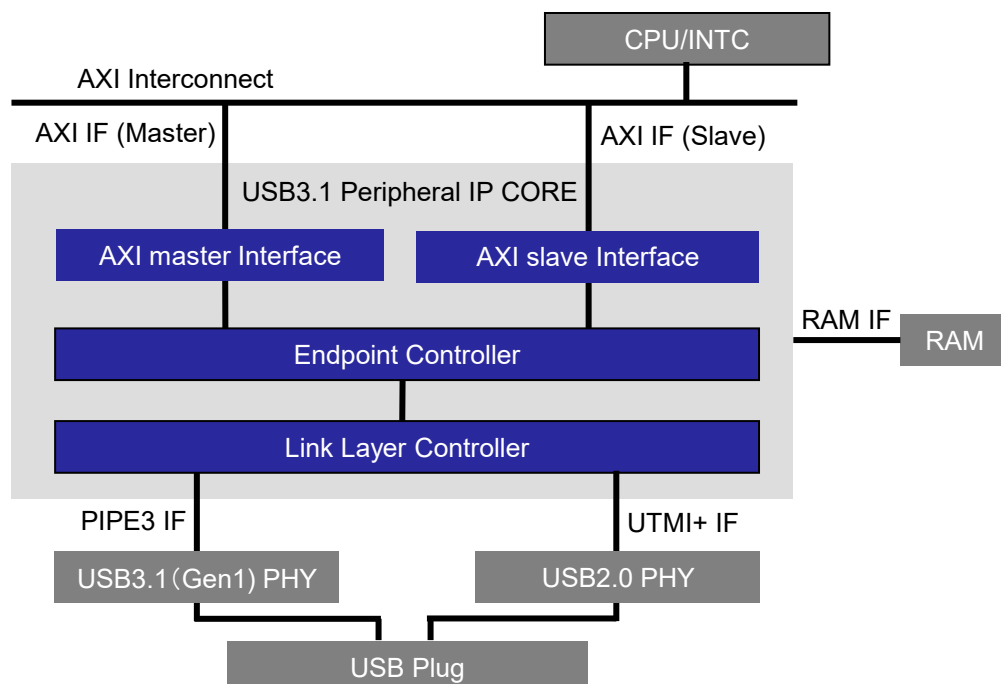 CPU/INTC
AXI Interconnect
AXI IF (Master)
AXI IF (Slave)
USB3.1 Peripheral IP CORE
AXI master Interface
AXI slave Interface
RAM IF
RAM
Endpoint Controller
Link Layer Controller
PIPE3 IF
UTMI+ IF
USB3.1（Gen1) PHY
USB2.0 PHY
USB Plug